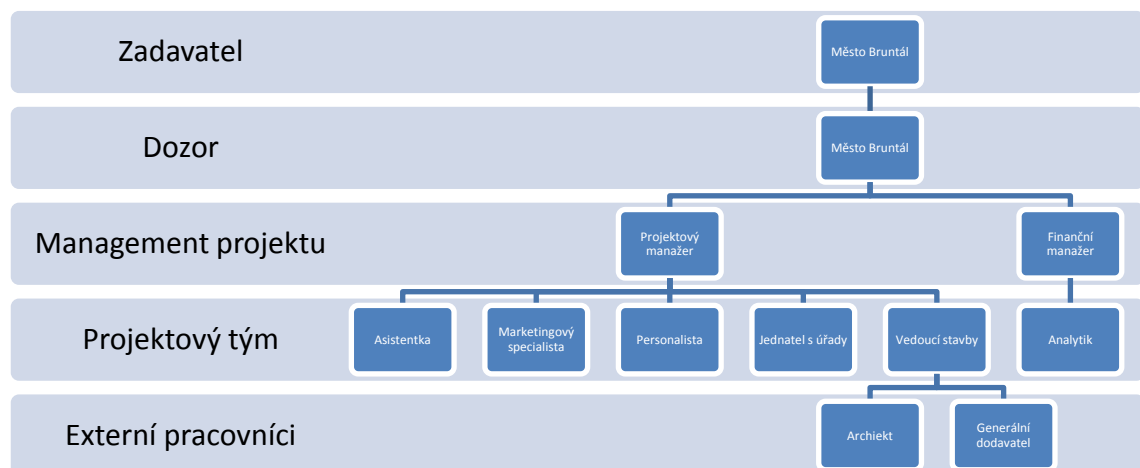 Zadavatel
Město Bruntál
Dozor
Město Bruntál
Management projektu
Projektový
manažer
Finanční
manažer
Projektový tým
Asistentka
Marketingový
specialista
Personalista
Jednatel s úřady
Vedoucí stavby
Analytik
Externí pracovníci
Archiekt
Generální
dodavatel